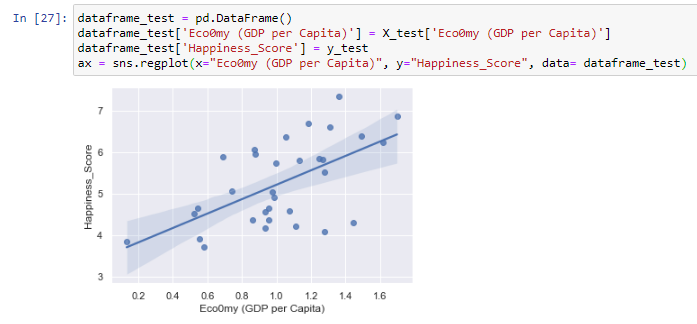 In [27]: dataframe_test = pd.DataFrame()
dataframe_test['Eco0my (GDP per Capita)'] = X_test['Eco0my (GDP per Capita)']
dataframe_test['Happiness_Score'] = y_test
ax = sns.regplot(x="Eco0my (GDP per Capita)", y="Happiness_Score", data= dataframe_test)
7
6
5
4
3
Happiness_Score
0.2 0.4 0.6 0.8 1.0 1.2 1.4 1.6
Eco0my (GDP per Capita)